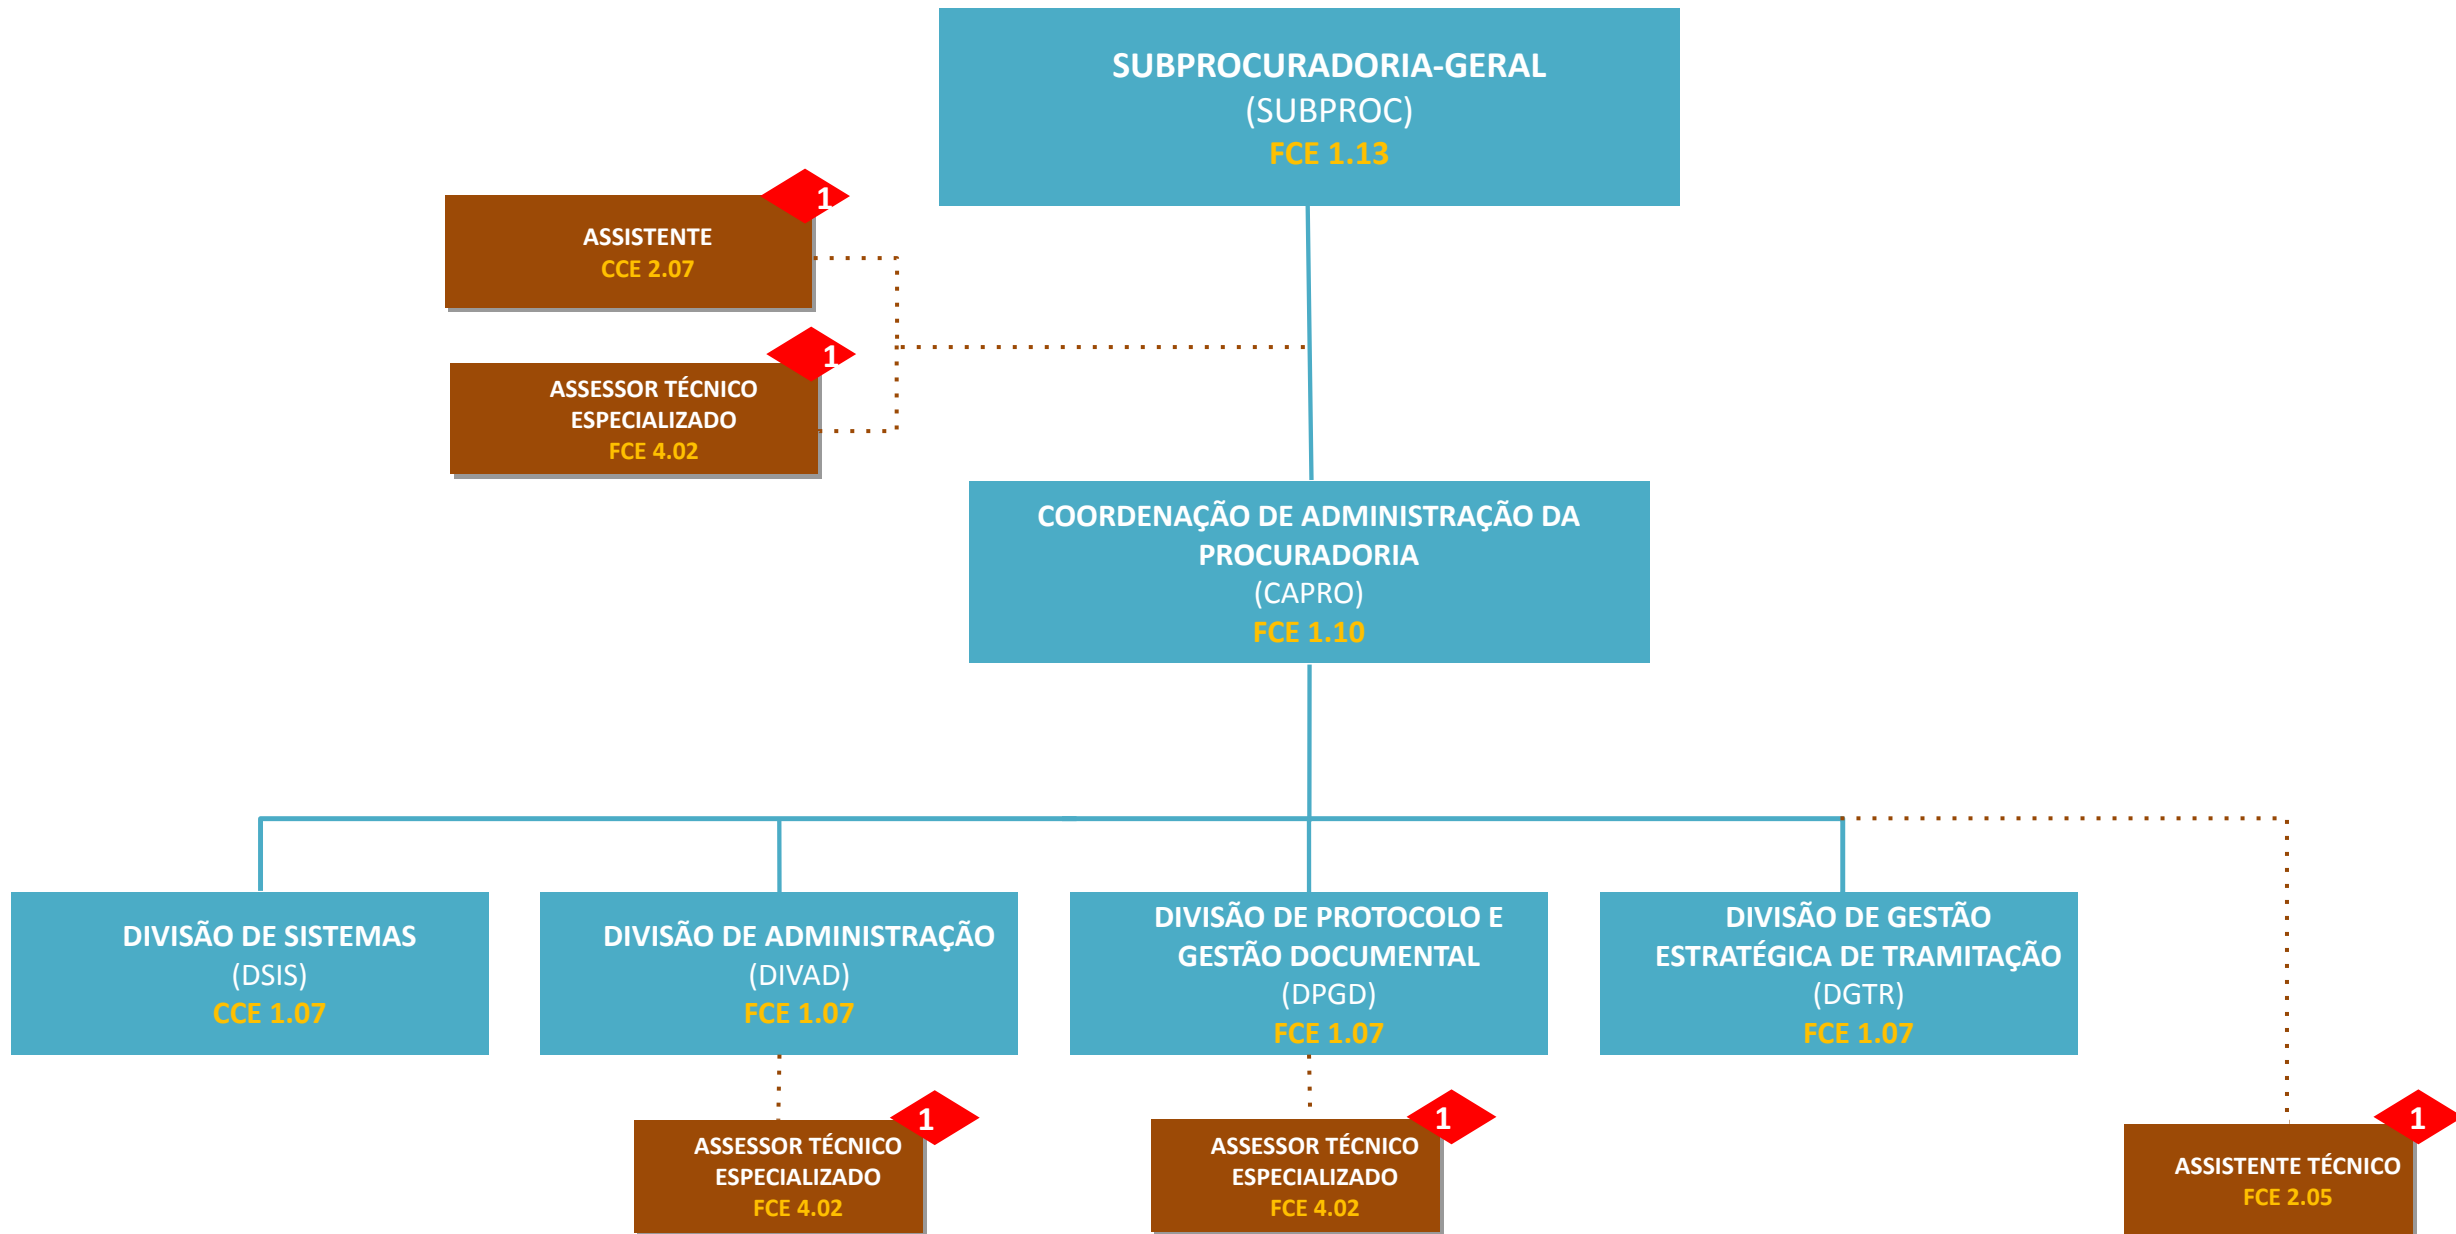 SUBPROCURADORIA-GERAL
(SUBPROC)
FCE 1.13
1
ASSISTENTE
CCE 2.07
1
ASSESSOR TÉCNICO
ESPECIALIZADO
FCE 4.02
COORDENAÇÃO DE ADMINISTRAÇÃO DA
PROCURADORIA
(CAPRO)
FCE 1.10
DIVISÃO DE SISTEMAS
(DSIS)
CCE 1.07
DIVISÃO DE ADMINISTRAÇÃO
(DIVAD)
FCE 1.07
DIVISÃO DE PROTOCOLO E
GESTÃO DOCUMENTAL
(DPGD)
FCE 1.07
DIVISÃO DE GESTÃO
ESTRATÉGICA DE TRAMITAÇÃO
(DGTR)
FCE 1.07
1
ASSESSOR TÉCNICO
ESPECIALIZADO
FCE 4.02
1
ASSESSOR TÉCNICO
ESPECIALIZADO
FCE 4.02
1
ASSISTENTE TÉCNICO
FCE 2.05